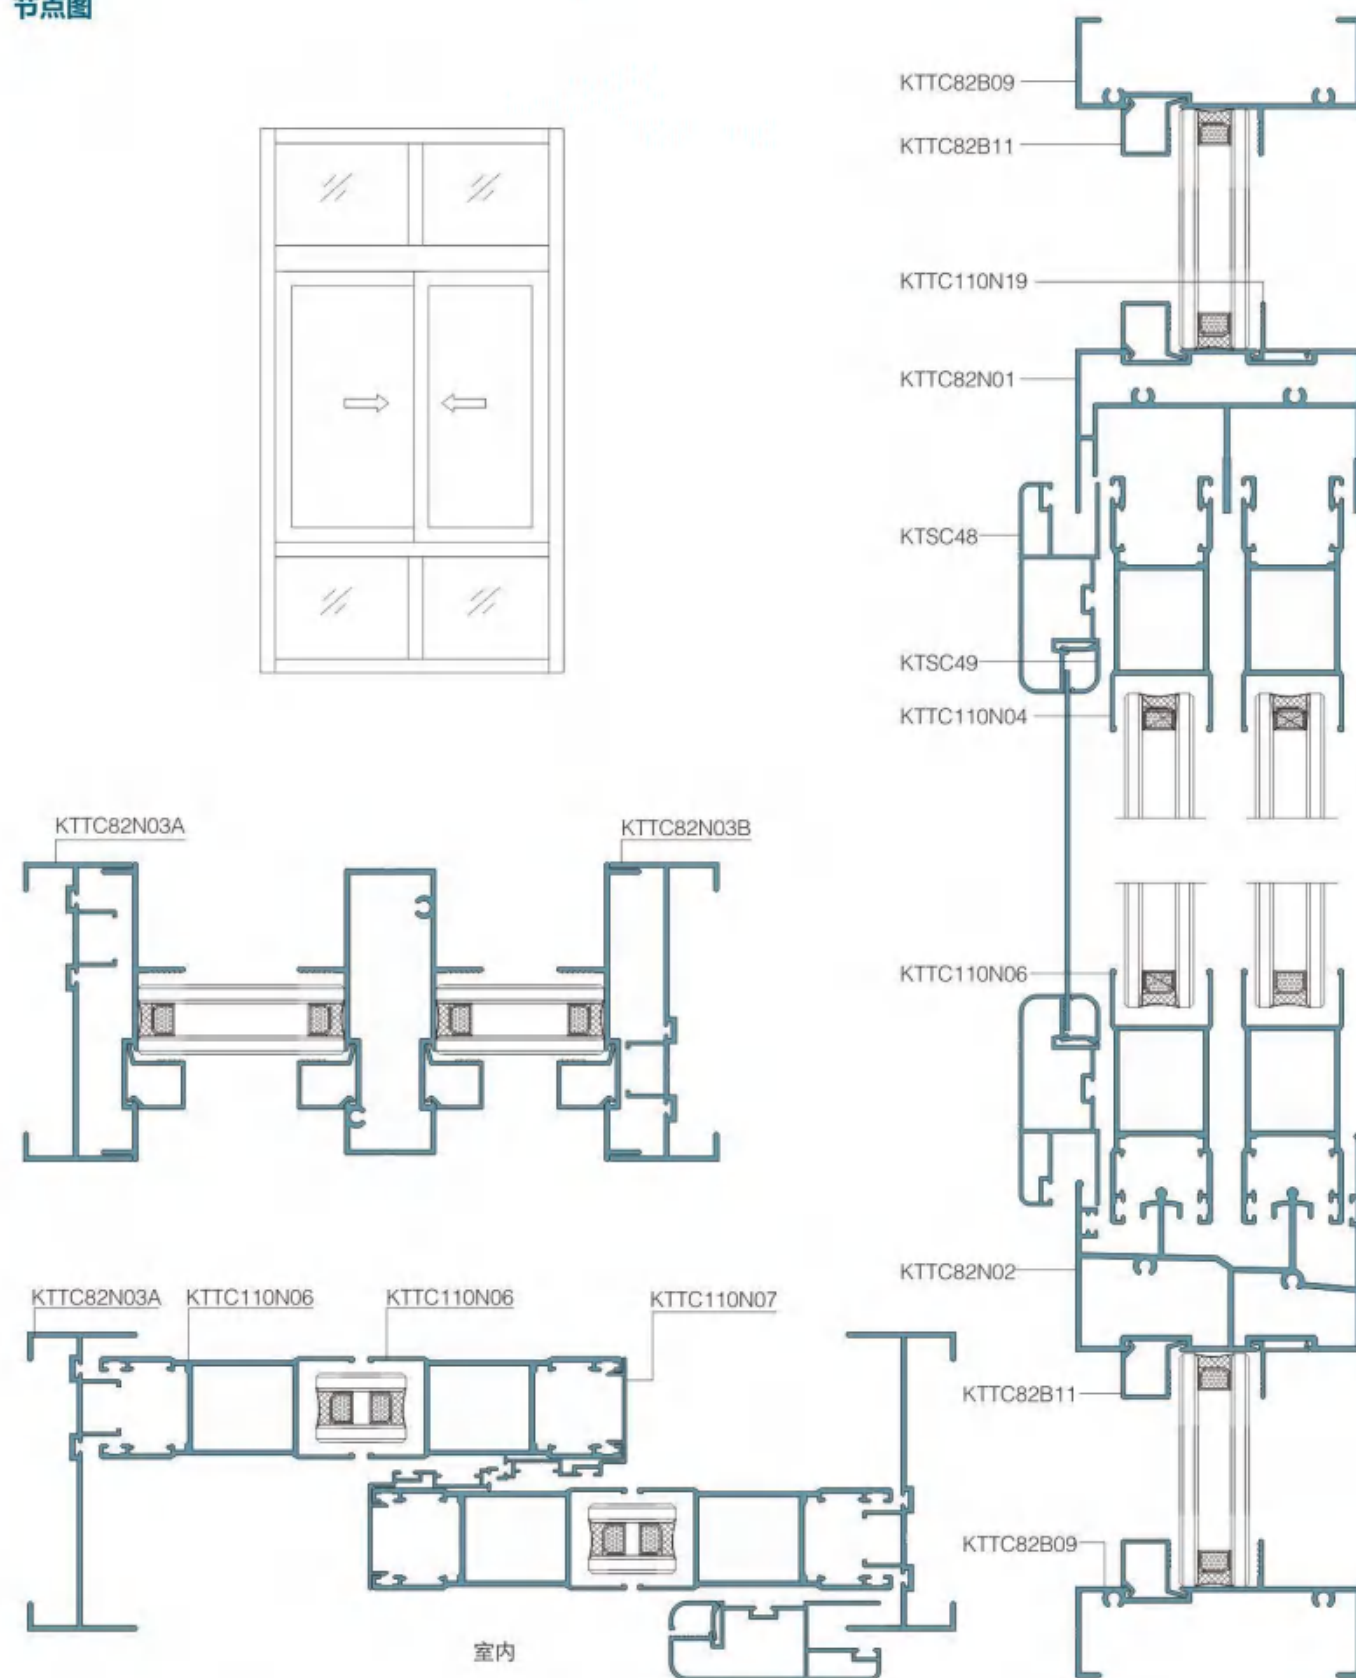 节点图
KTTC82B09
KTTC82B11
KTTC110N19
KTTC82N01
KTSC48
KTSC49
KTTC110N04
KTTC82N03A
KTTC82N03B
KTTC110N06
KTTC82N02
KTTC82N03A
KTTC110N06
KTTC110N06
KTTC110N07
KTTC82B11
KTTC82B09
室内